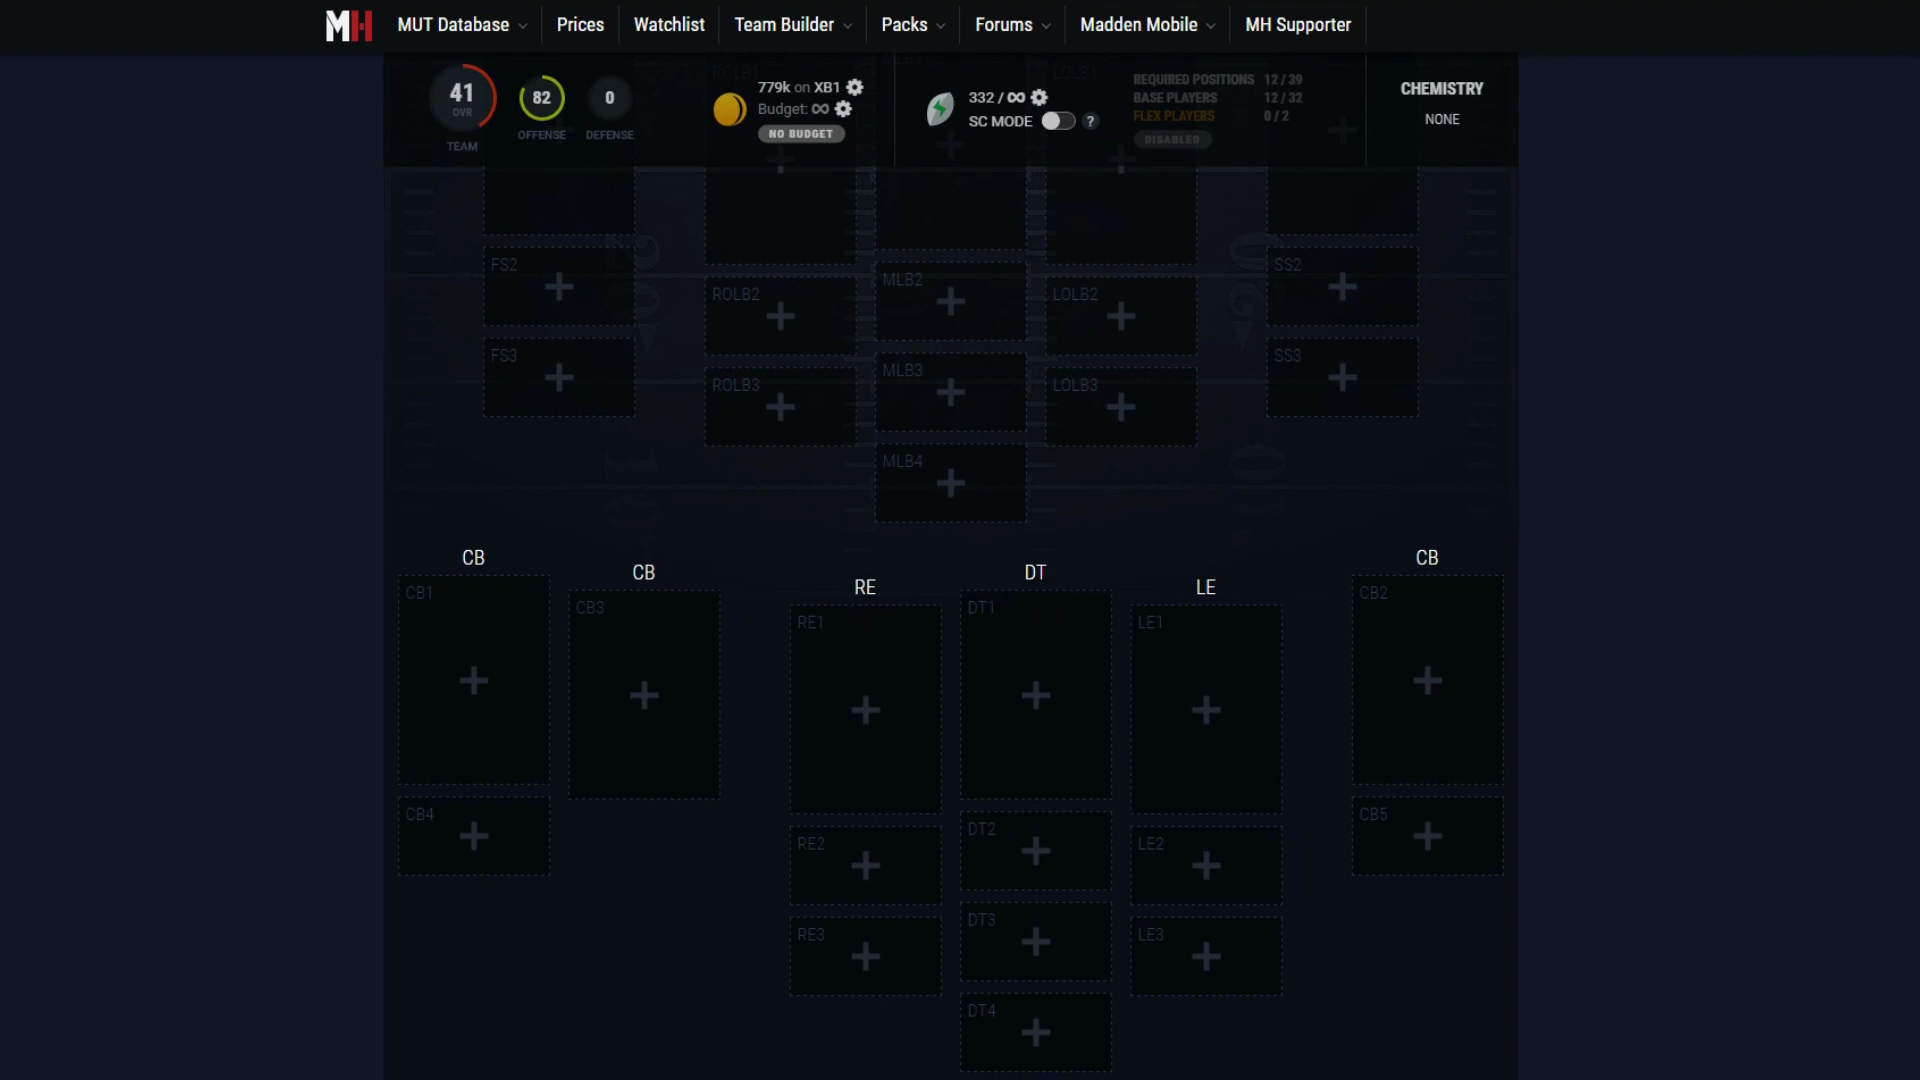 MH MUT Database Prices Watchlist Team Builder Packs Forums Madden Mobile MH Supporter
41
OVR
TEAM
82
OFFENSE
0
DEFENSE
779k on XB1
Budget: ∞
NO BUDGET
332 / ∞
SC MODE ?
REQUIRED POSITIONS 12 / 39
BASE PLAYERS 12 / 32
FLEX PLAYERS 0 / 2
DISABLED
CHEMISTRY
NONE
ROLB1 LOLB1
FS2 ROLB2 MLB2 LOLB2 SS2
FS3 ROLB3 MLB3 LOLB3 SS3
MLB4
CB CB RE DT LE CB
CB1 CB3 RE1 DT1 LE1 CB2
CB4 RE2 DT2 LE2 CB5
RE3 DT3 LE3
DT4